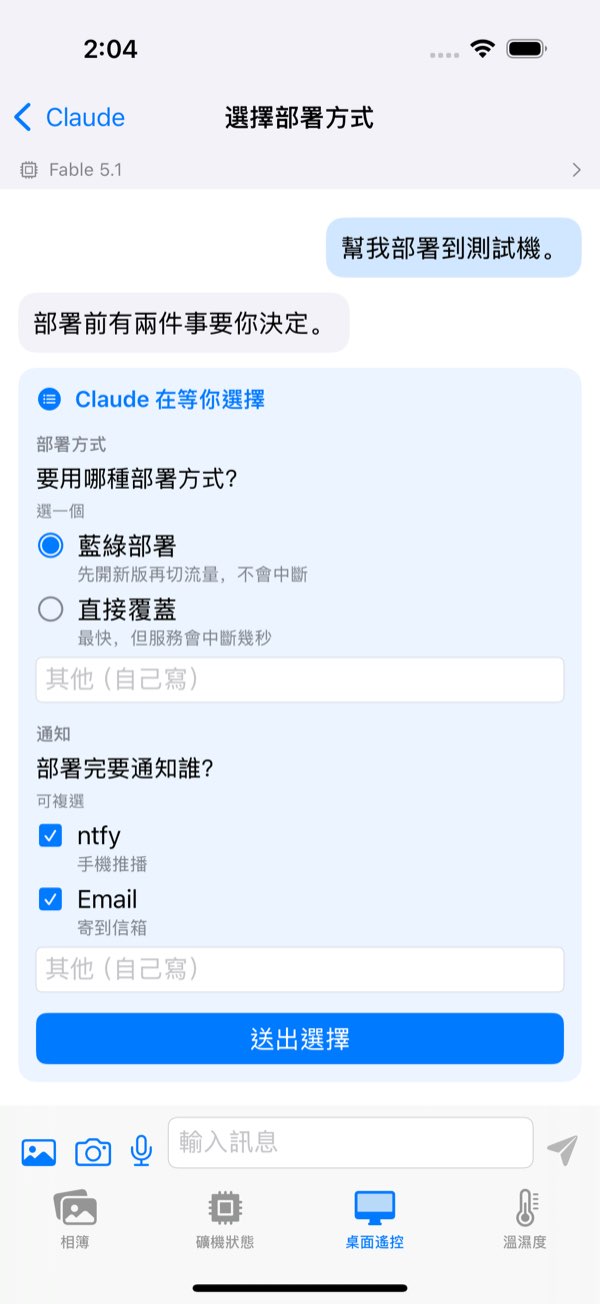 2:04
Claude
選擇部署方式
Fable 5.1
幫我部署到測試機。
部署前有兩件事要你決定。
Claude 在等你選擇
部署方式
要用哪種部署方式?
選一個
藍綠部署
先開新版再切流量，不會中斷
直接覆蓋
最快，但服務會中斷幾秒
其他（自己寫）
通知
部署完要通知誰?
可複選
ntfy
手機推播
Email
寄到信箱
其他（自己寫）
送出選擇
輸入訊息
相簿
礦機狀態
桌面遙控
溫濕度